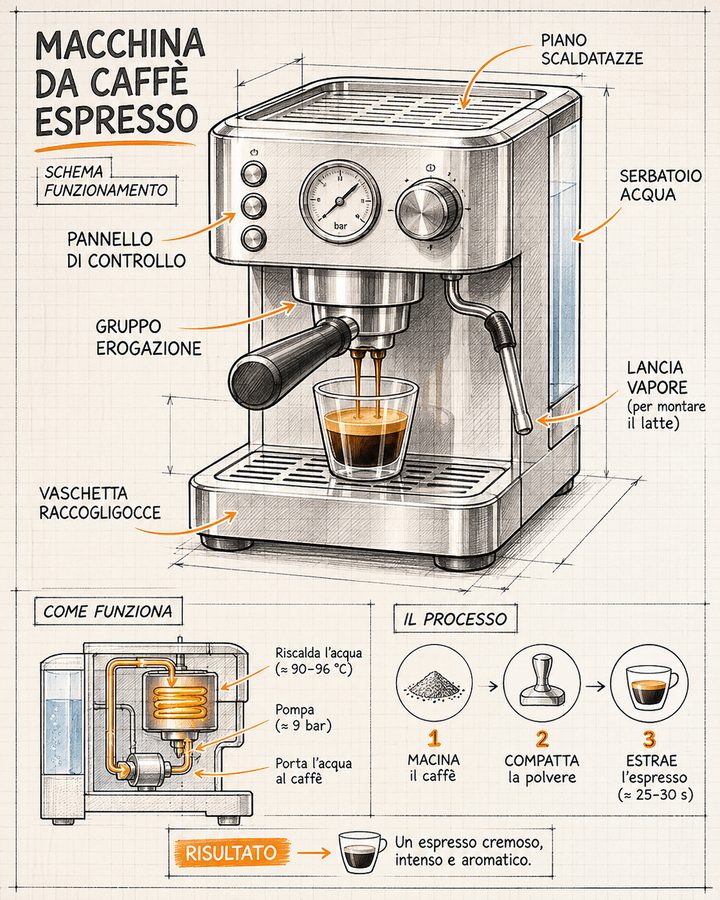 MACCHINA
DA CAFFÈ
ESPRESSO
SCHEMA
FUNZIONAMENTO
PIANO
SCALDATAZZE
SERBATOIO
ACQUA
PANNELLO
DI CONTROLLO
bar
GRUPPO
EROGAZIONE
LANCIA
VAPORE
(per montare
il latte)
VASCHETTA
RACCOGLIGOCCE
COME FUNZIONA
Riscalda l'acqua
(≈ 90–96 °C)
Pompa
(≈ 9 bar)
Porta l'acqua
al caffè
IL PROCESSO
1
MACINA
il caffè
2
COMPATTA
la polvere
3
ESTRAE
l'espresso
(≈ 25–30 s)
RISULTATO
Un espresso cremoso,
intenso e aromatico.